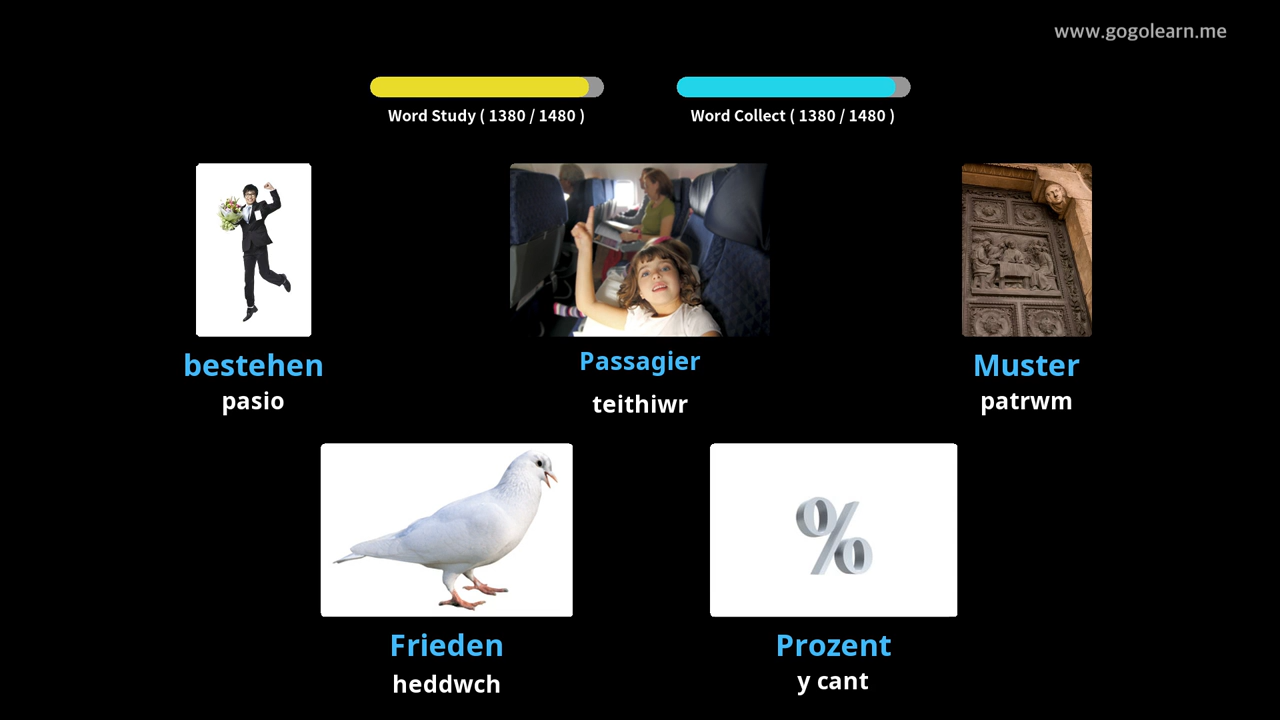 www.gogolearn.me
Word Study ( 1380 / 1480 )
Word Collect ( 1380 / 1480 )
bestehen
pasio
Passagier
teithiwr
Muster
patrwm
%
Frieden
heddwch
Prozent
y cant